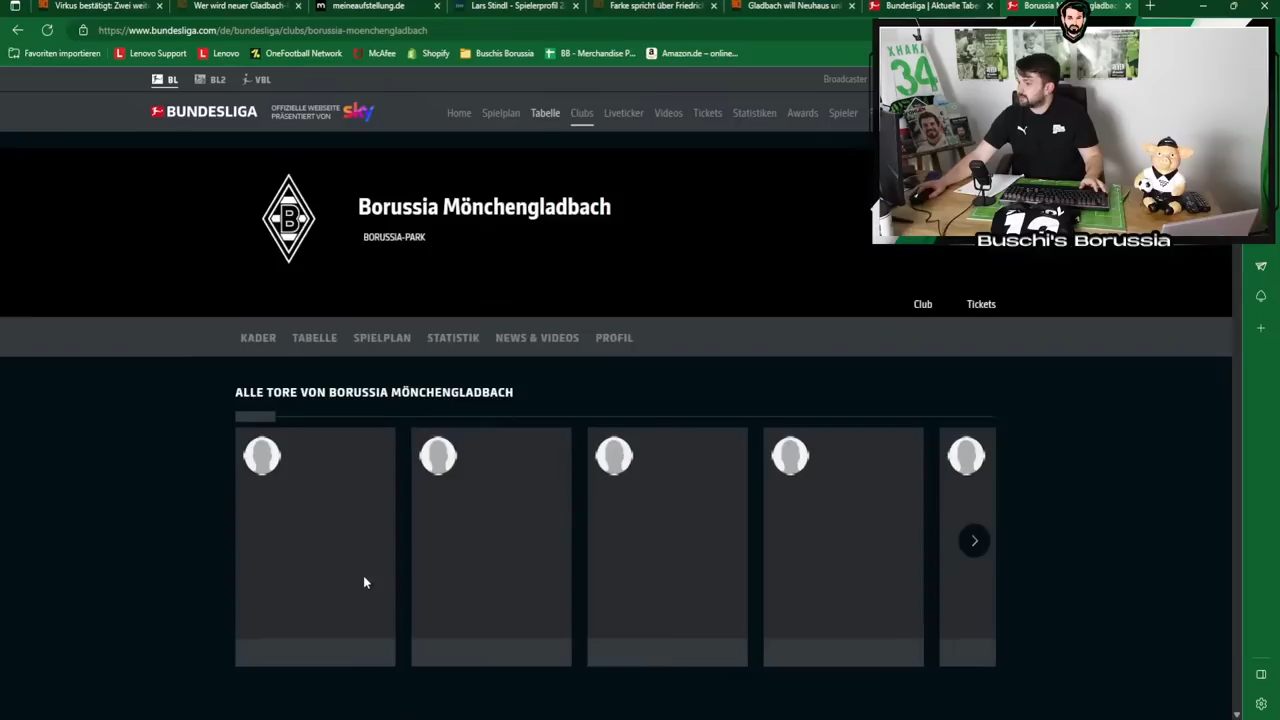 Virkus bestätigt: Zwei weit
Wer wird neuer Gladbach-
meineaufstellung.de
Lars Stindl - Spielerprofil 2
Farke spricht über Friedric
Gladbach will Neuhaus un
Bundesliga | Aktuelle Tabe
Borussia Mönchengladbac
https://www.bundesliga.com/de/bundesliga/clubs/borussia-moenchengladbach
Favoriten importieren
Lenovo Support
Lenovo
OneFootball Network
McAfee
Shopify
Buschis Borussia
BB - Merchandise P...
Amazon.de – onlin...
BL
BL2
VBL
Broadcaster
BUNDESLIGA
OFFIZIELLE WEBSEITE
PRÄSENTIERT VON
sky
Home
Spielplan
Tabelle
Clubs
Liveticker
Videos
Tickets
Statistiken
Awards
Spieler
XHAKA
34
Buschi's Borussia
B
Borussia Mönchengladbach
BORUSSIA-PARK
Club
Tickets
KADER
TABELLE
SPIELPLAN
STATISTIK
NEWS & VIDEOS
PROFIL
ALLE TORE VON BORUSSIA MÖNCHENGLADBACH